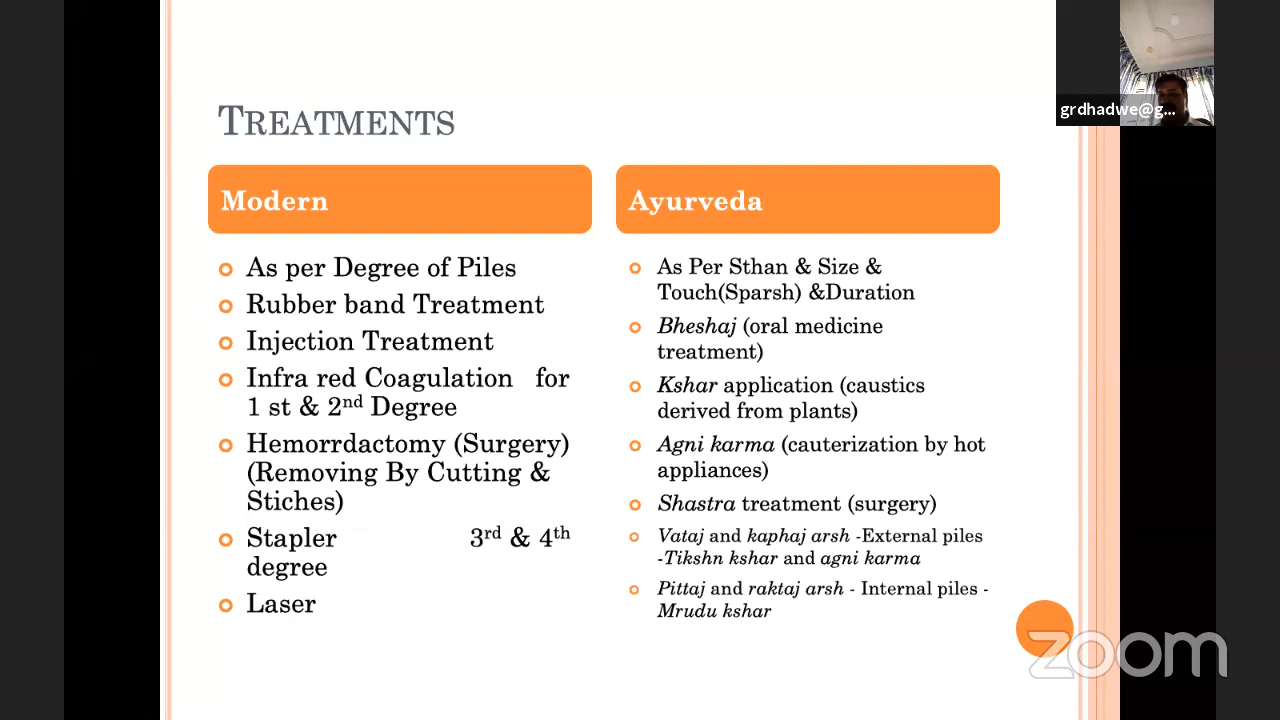 TREATMENTS
Modern
As per Degree of Piles
Rubber band Treatment
Injection Treatment
Infra red Coagulation for
1 st & 2nd Degree
Hemorrdactomy (Surgery)
(Removing By Cutting &
Stiches)
Stapler 3rd & 4th
degree
Laser
Ayurveda
As Per Sthan & Size &
Touch(Sparsh) &Duration
Bheshaj (oral medicine
treatment)
Kshar application (caustics
derived from plants)
Agni karma (cauterization by hot
appliances)
Shastra treatment (surgery)
Vataj and kaphaj arsh -External piles
-Tikshn kshar and agni karma
Pittaj and raktaj arsh - Internal piles -
Mrudu kshar
grdhadwe@g...
zoom